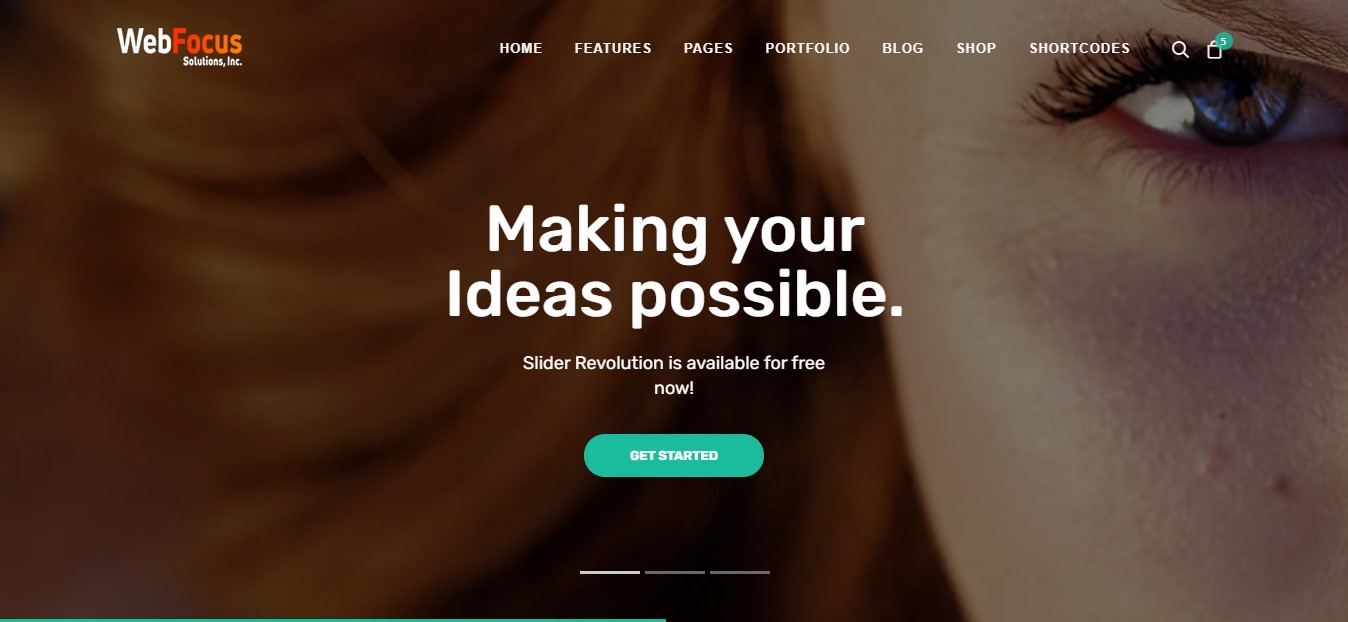 WebFocus
Solutions, Inc.
HOME FEATURES PAGES PORTFOLIO BLOG SHOP SHORTCODES 5
Making your
Ideas possible.
Slider Revolution is available for free
now!
GET STARTED